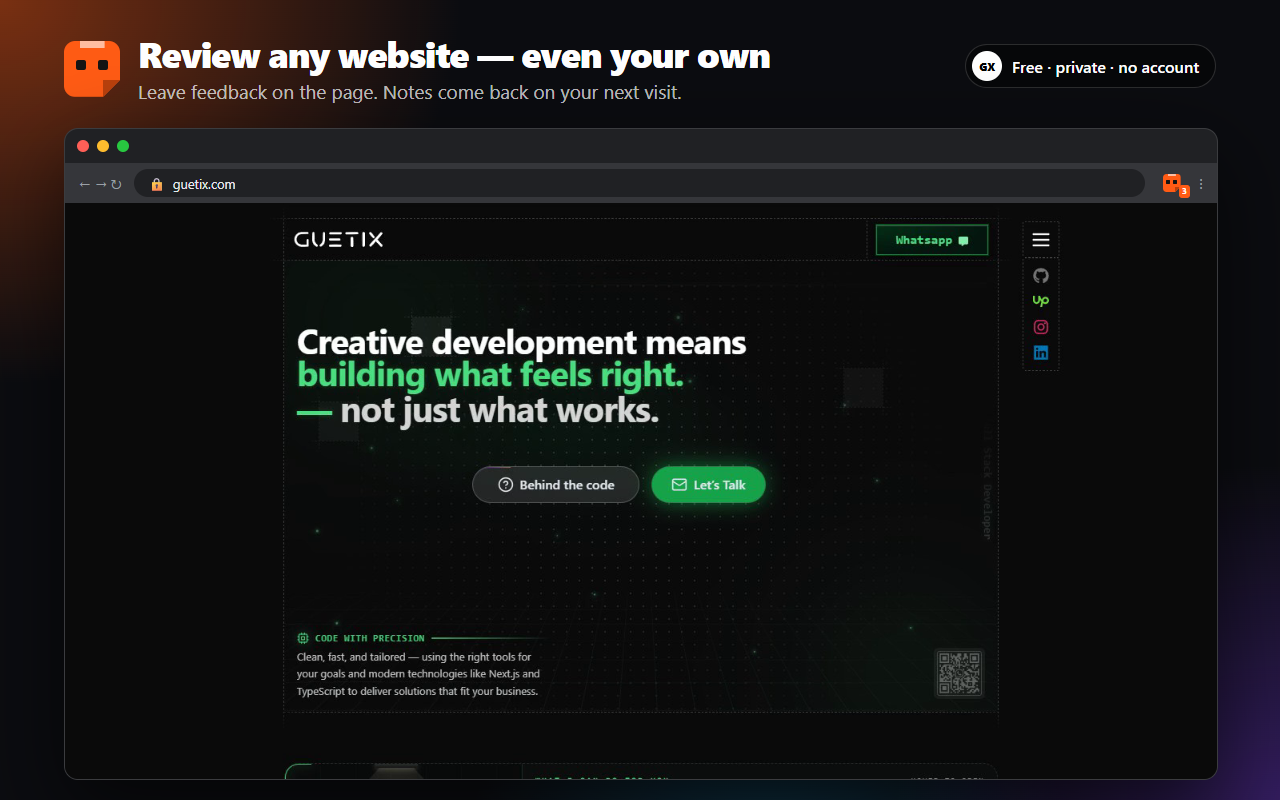 Review any website — even your own
Leave feedback on the page. Notes come back on your next visit.
GX Free · private · no account
guetix.com
3
GUETIX
Whatsapp
Up
in
Creative development means
building what feels right.
— not just what works.
Behind the code
Let's Talk
stack Developer
CODE WITH PRECISION
Clean, fast, and tailored — using the right tools for
your goals and modern technologies like Next.js and
TypeScript to deliver solutions that fit your business.